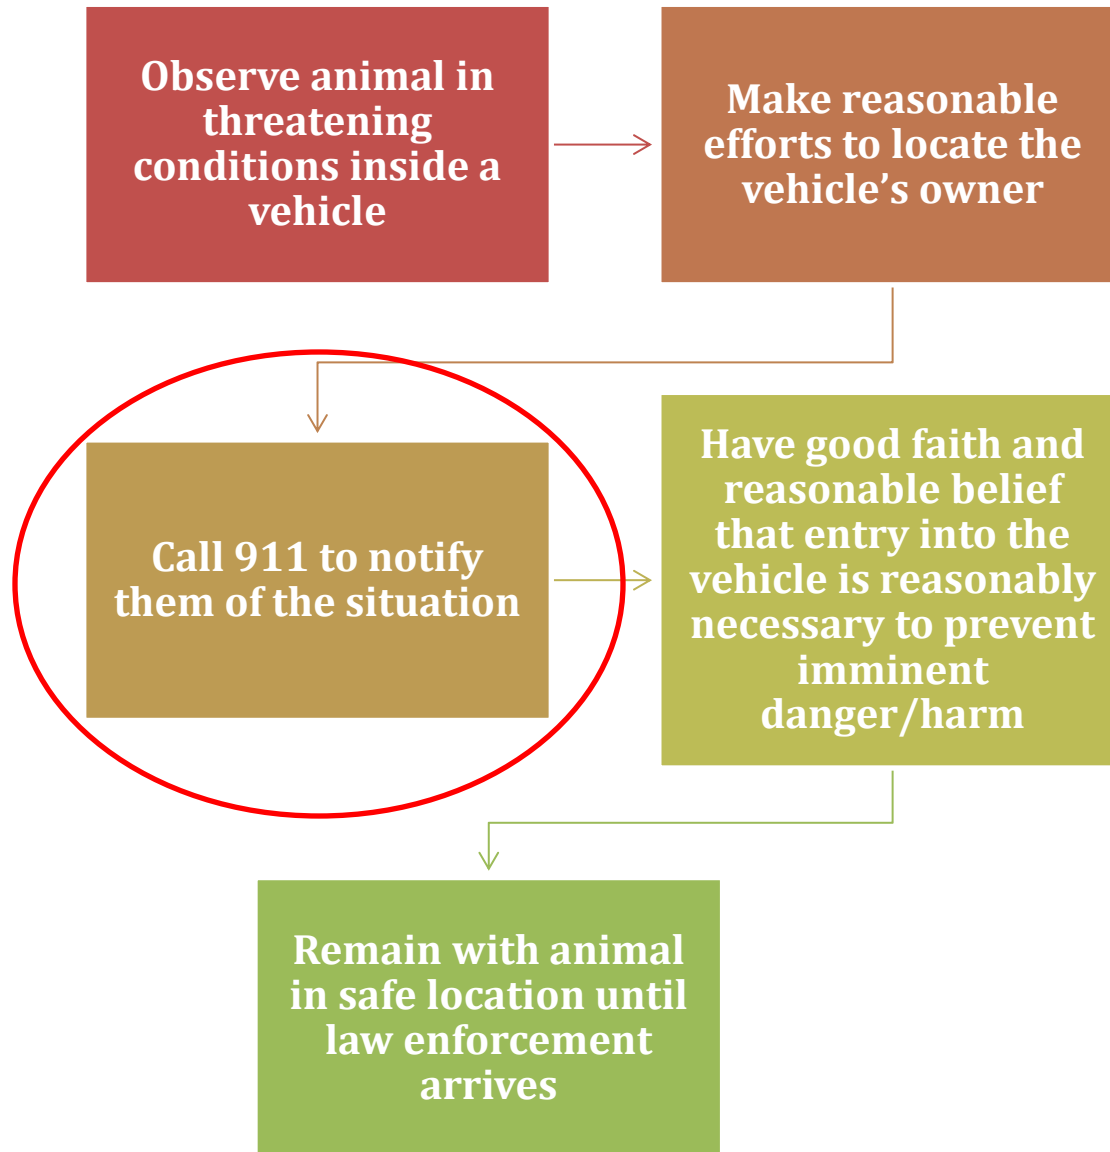 Observe animal in
threatening
conditions inside a
vehicle
Make reasonable
efforts to locate the
vehicle’s owner
Call 911 to notify
them of the situation
Have good faith and
reasonable belief
that entry into the
vehicle is reasonably
necessary to prevent
imminent
danger/harm
Remain with animal
in safe location until
law enforcement
arrives